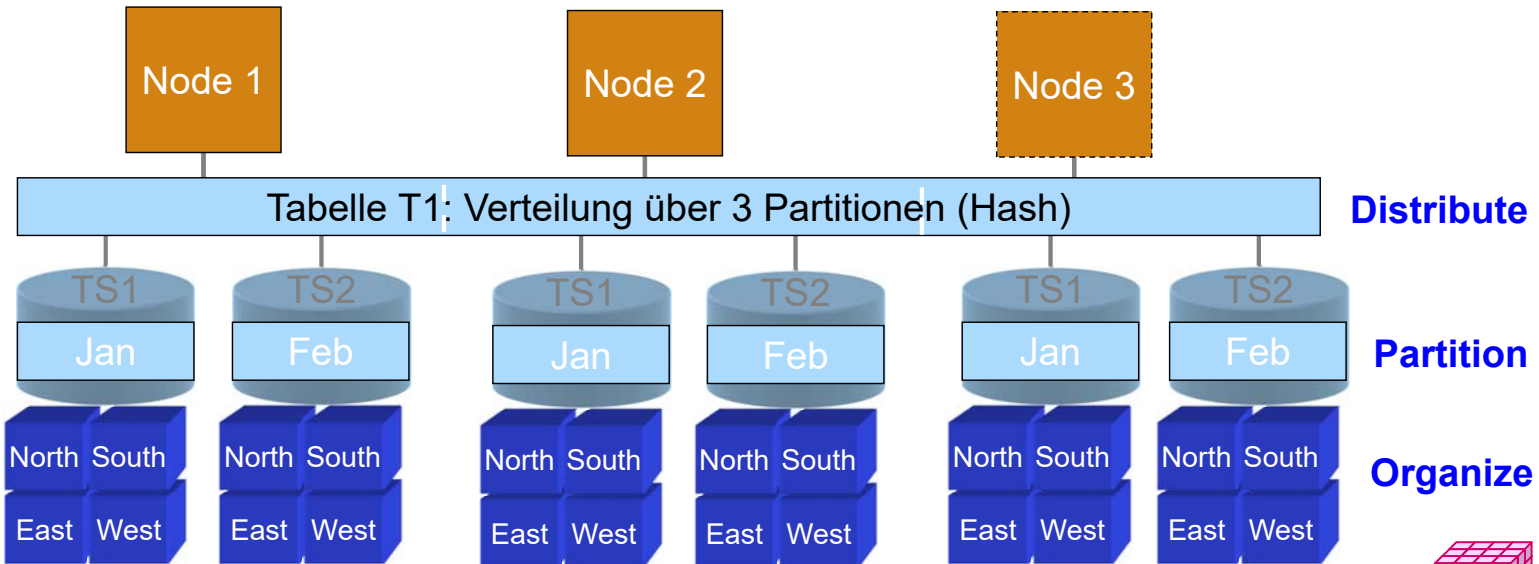 Node 1 Node 2 Node 3
Tabelle T1: Verteilung über 3 Partitionen (Hash) Distribute
TS1 TS2 TS1 TS2 TS1 TS2
Jan Feb Jan Feb Jan Feb Partition
North South North South North South North South North South North South
Organize
East West East West East West East West East West East West